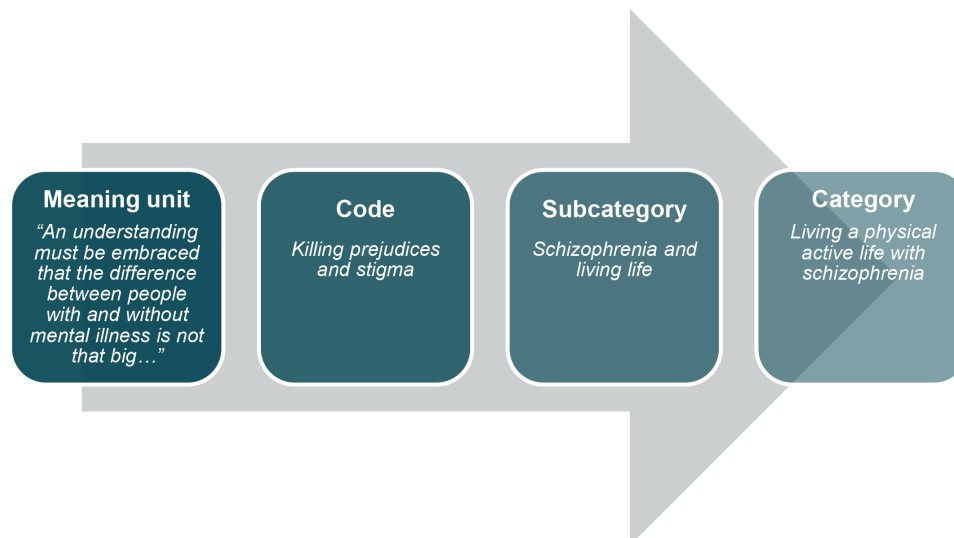 Meaning unit
“An understanding
must be embraced
that the difference
between people
with and without
mental illness is not
that big…”
Code
Killing prejudices
and stigma
Subcategory
Schizophrenia and
living life
Category
Living a physical
active life with
schizophrenia